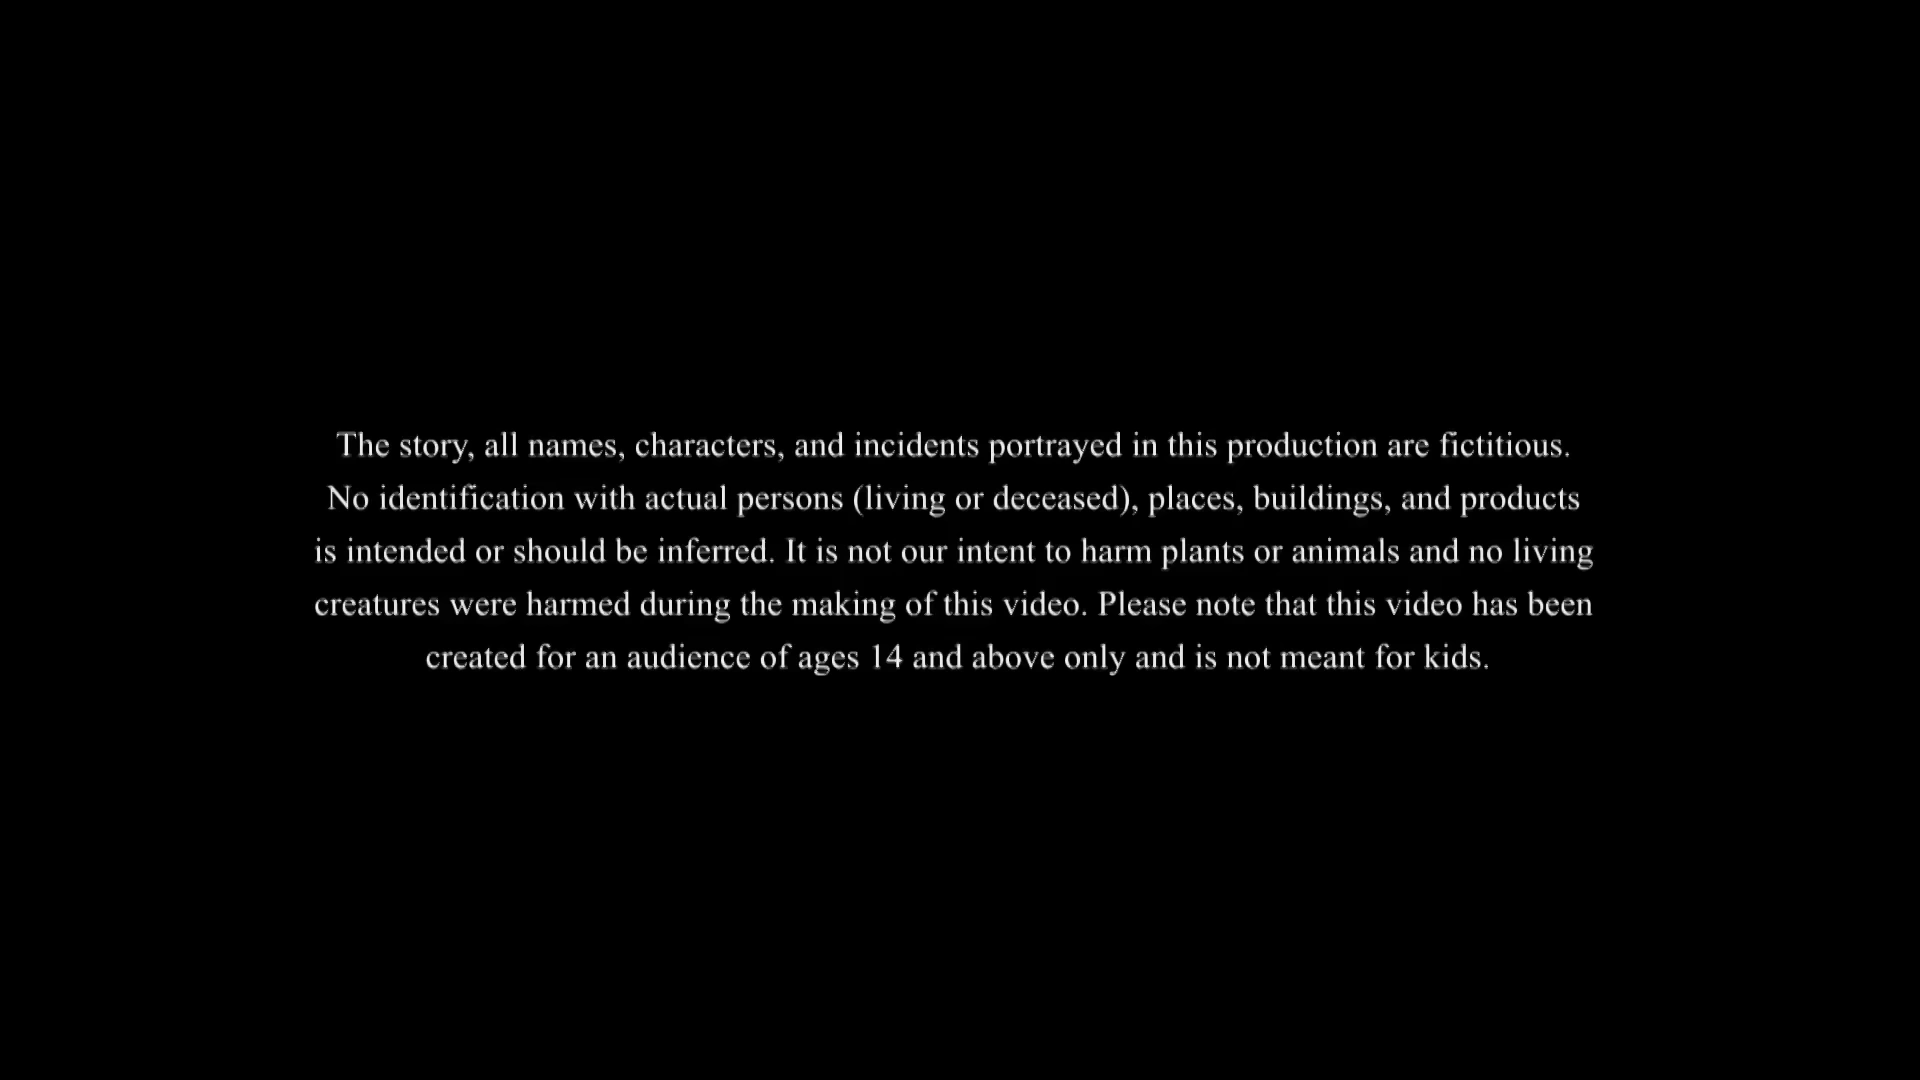 The story, all names, characters, and incidents portrayed in this production are fictitious.
No identification with actual persons (living or deceased), places, buildings, and products
is intended or should be inferred. It is not our intent to harm plants or animals and no living
creatures were harmed during the making of this video. Please note that this video has been
created for an audience of ages 14 and above only and is not meant for kids.